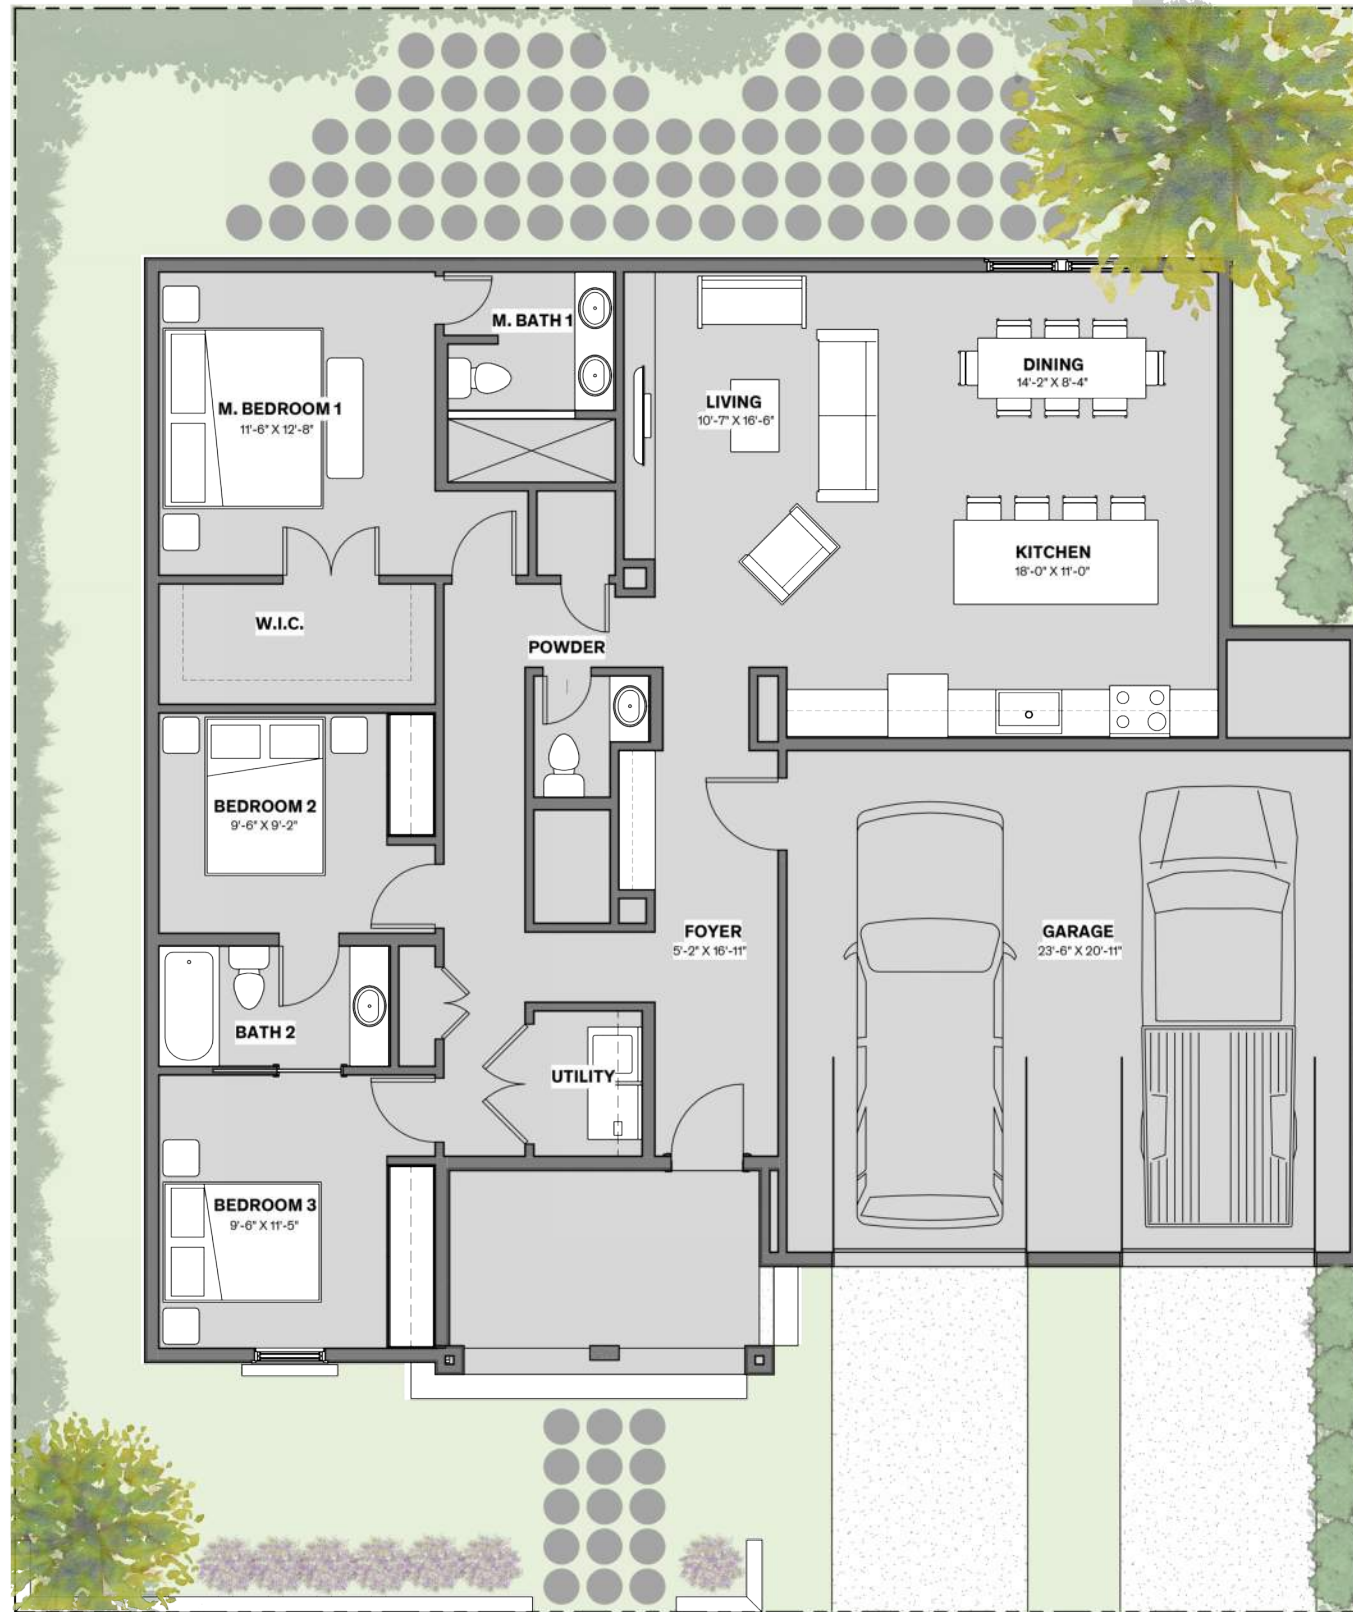 M. BATH 1
DINING
14'-2" X 8'-4"
LIVING
10'-7" X 16'-6"
M. BEDROOM 1
11'-6" X 12'-8"
KITCHEN
18'-0" X 11'-0"
W.I.C.
POWDER
BEDROOM 2
9'-6" X 9'-2"
FOYER
5'-2" X 16'-11"
GARAGE
23'-6" X 20'-11"
BATH 2
UTILITY
BEDROOM 3
9'-6" X 11'-5"